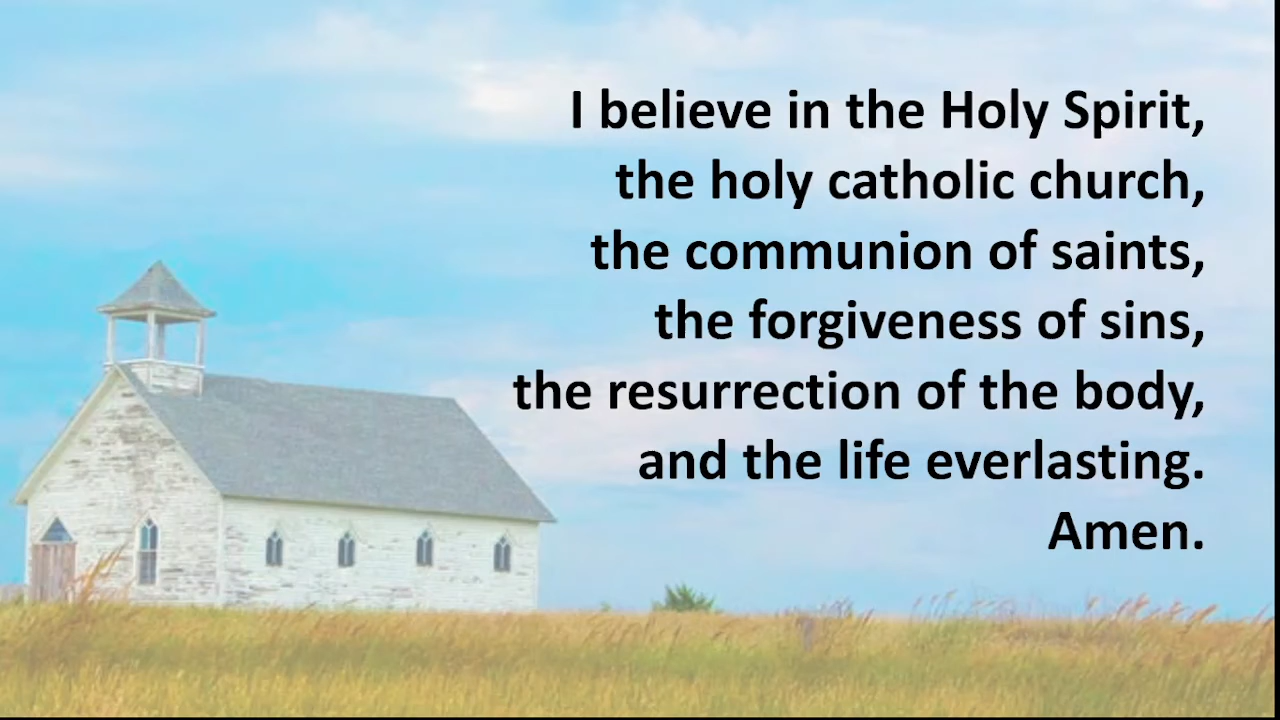 I believe in the Holy Spirit,
the holy catholic church,
the communion of saints,
the forgiveness of sins,
the resurrection of the body,
and the life everlasting.
Amen.